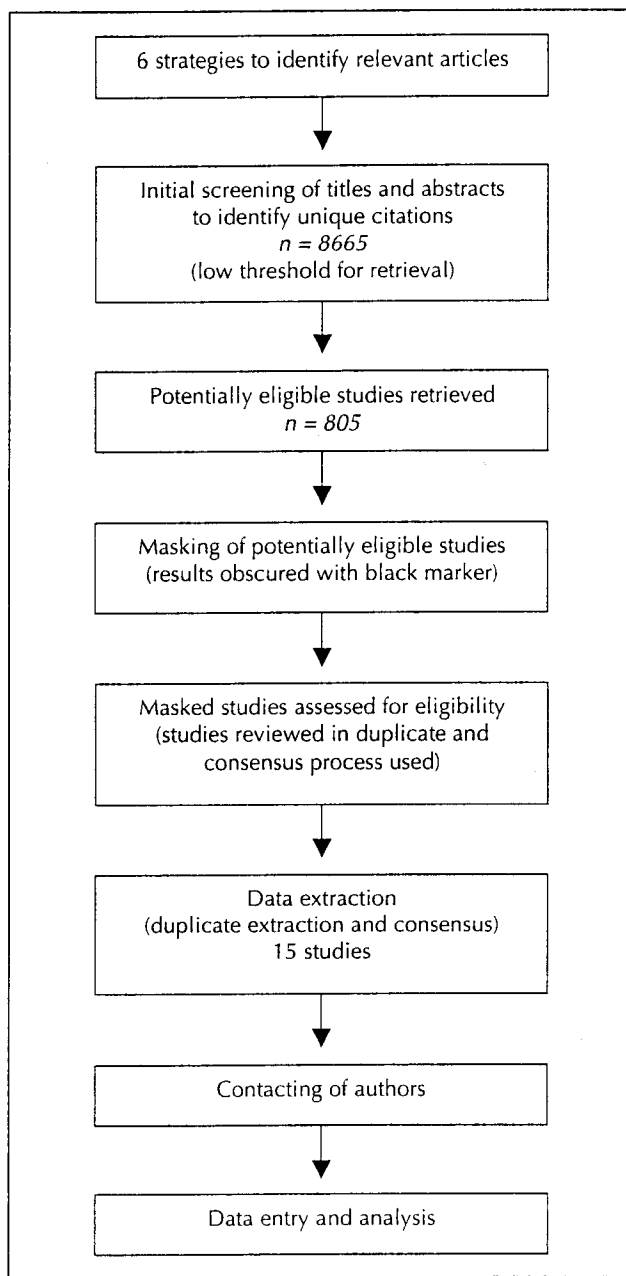 6 strategies to identify relevant articles
Initial screening of titles and abstracts
to identify unique citations
n = 8665
(low threshold for retrieval)
Potentially eligible studies retrieved
n = 805
Masking of potentially eligible studies
(results obscured with black marker)
Masked studies assessed for eligibility
(studies reviewed in duplicate and
consensus process used)
Data extraction
(duplicate extraction and consensus)
15 studies
Contacting of authors
Data entry and analysis